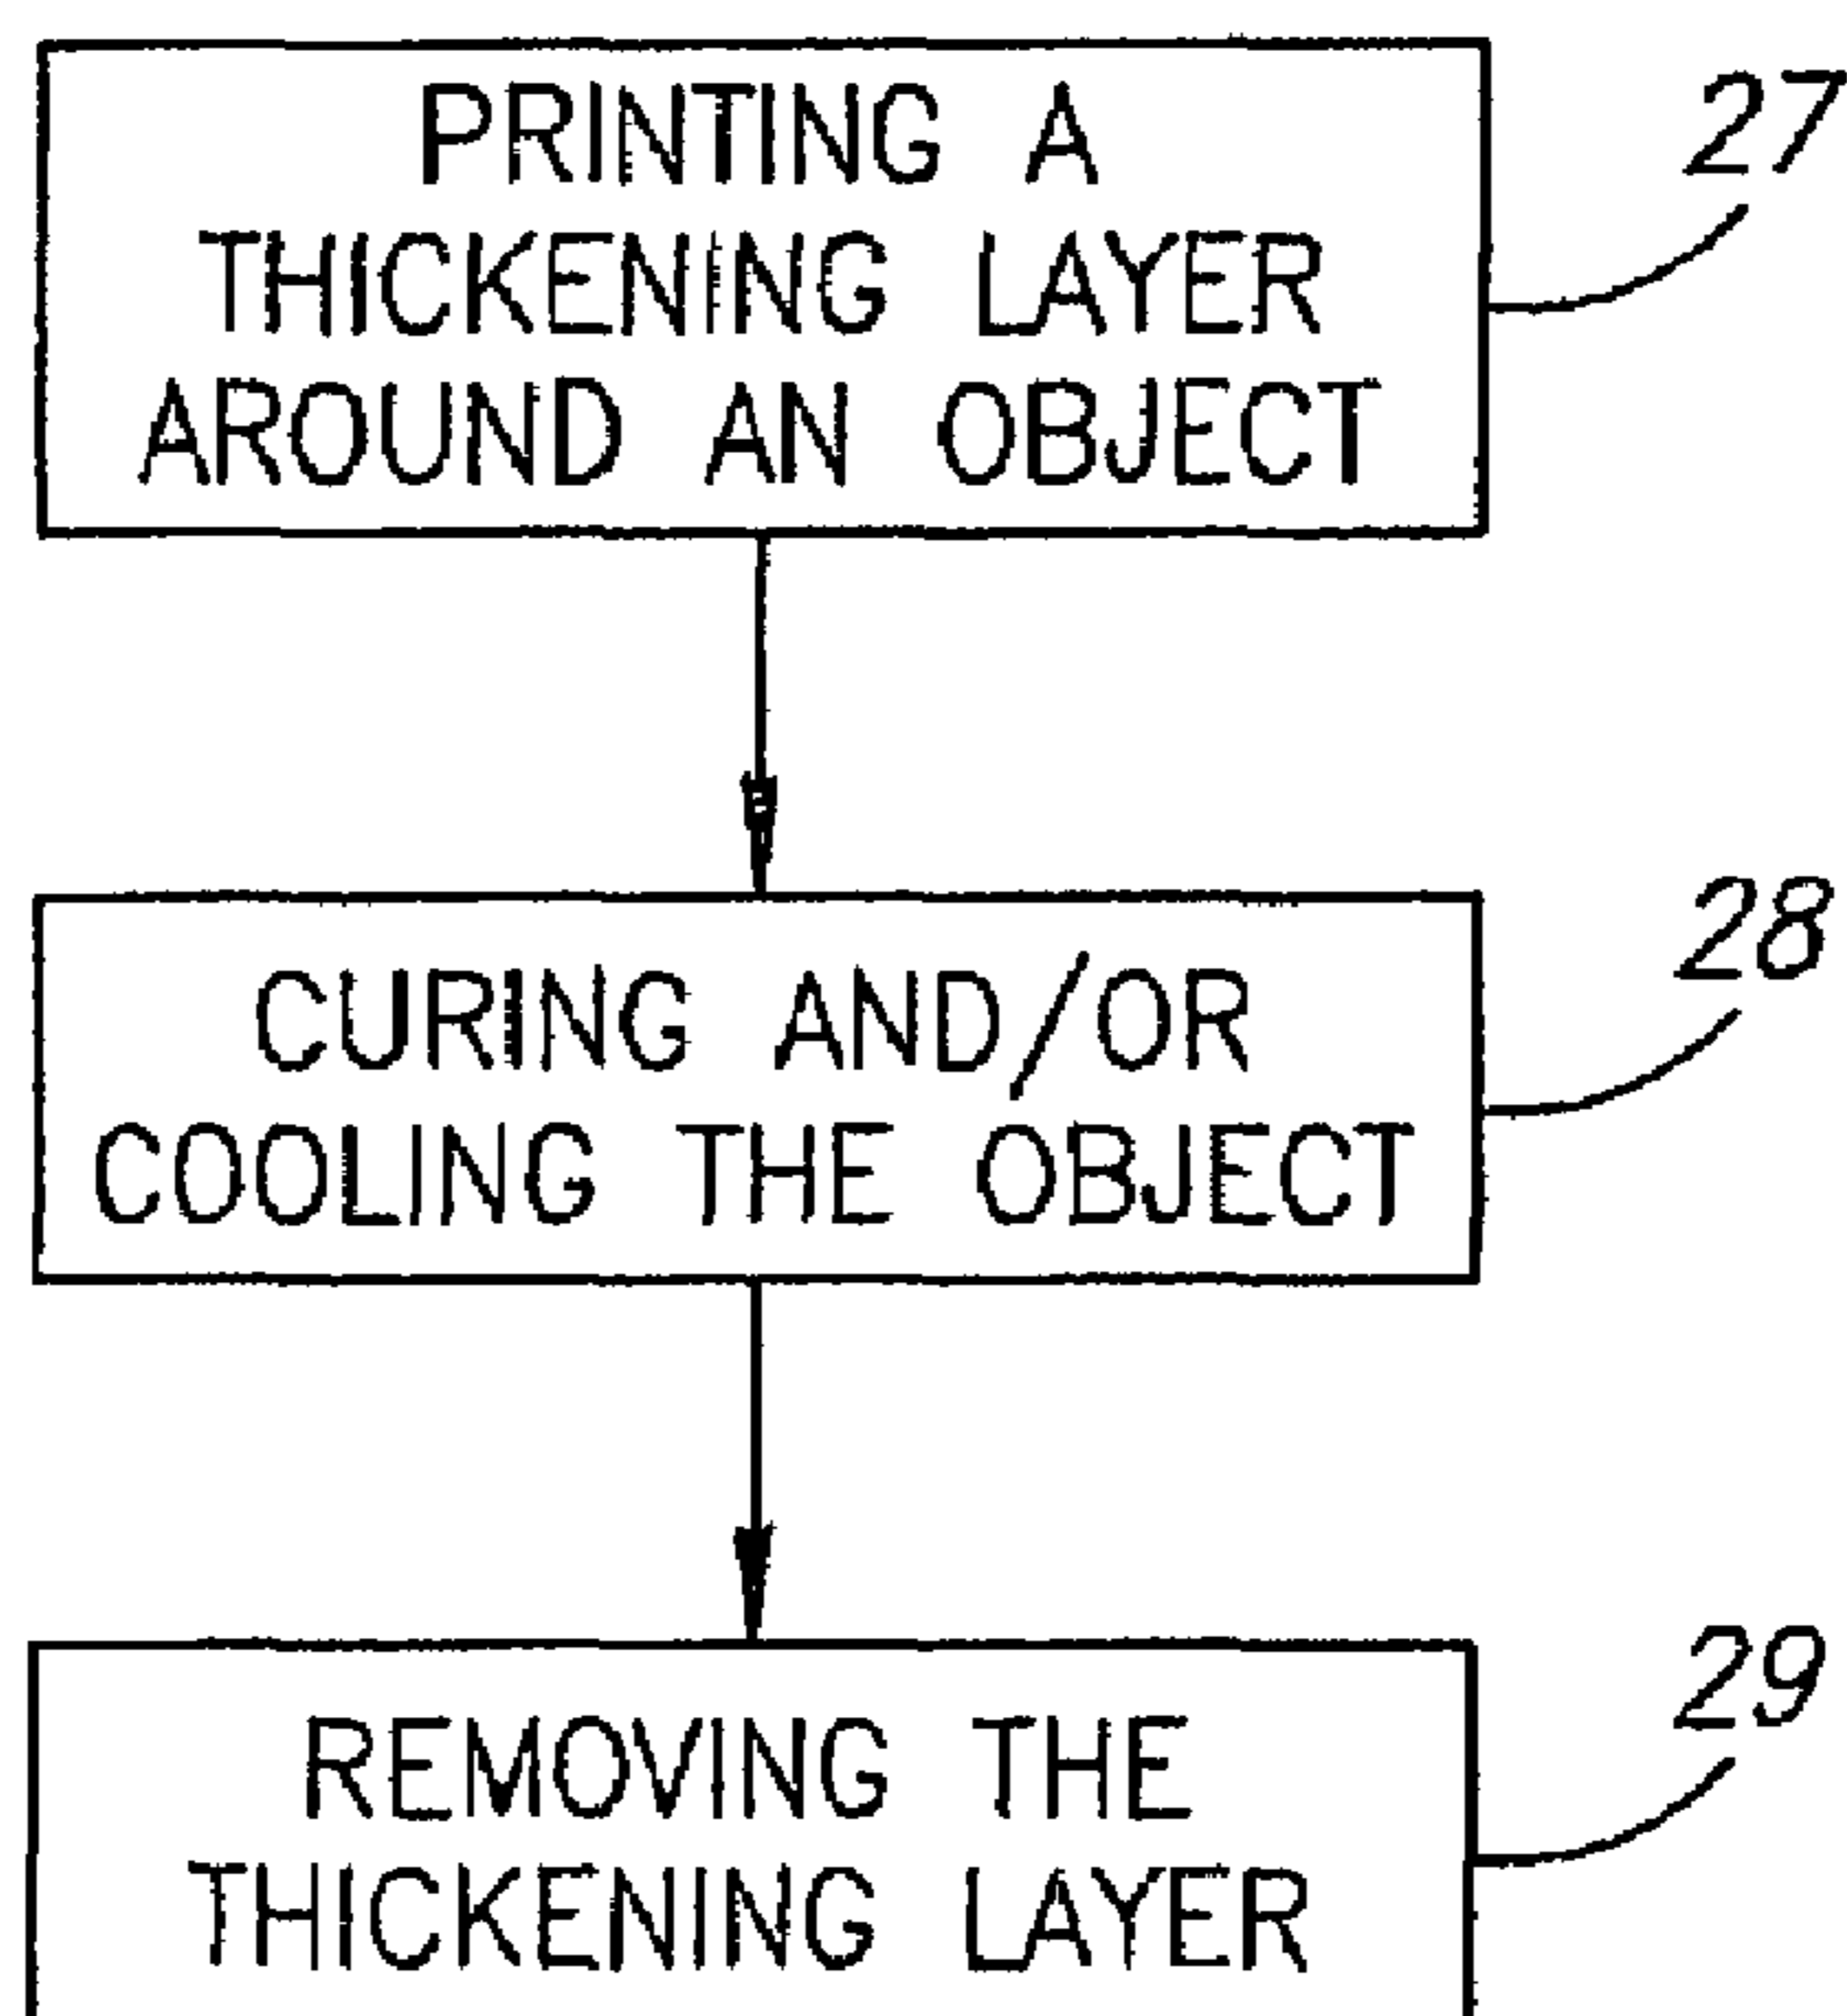 PRINTING A
THICKENING LAYER
AROUND AN OBJECT
27
CURING AND/OR
COOLING THE OBJECT
28
REMOVING THE
THICKENING LAYER
29